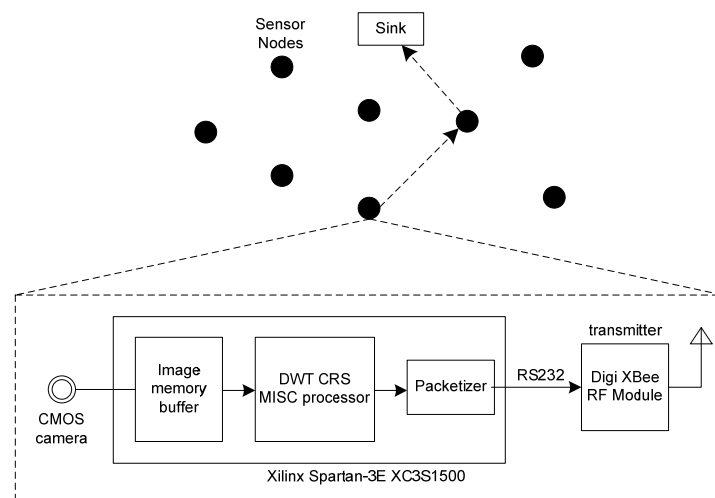 Sensor
Nodes
Sink
transmitter
Image
memory
buffer
DWT CRS
MISC processor
Packetizer
RS232
Digi XBee
RF Module
CMOS
camera
Xilinx Spartan-3E XC3S1500